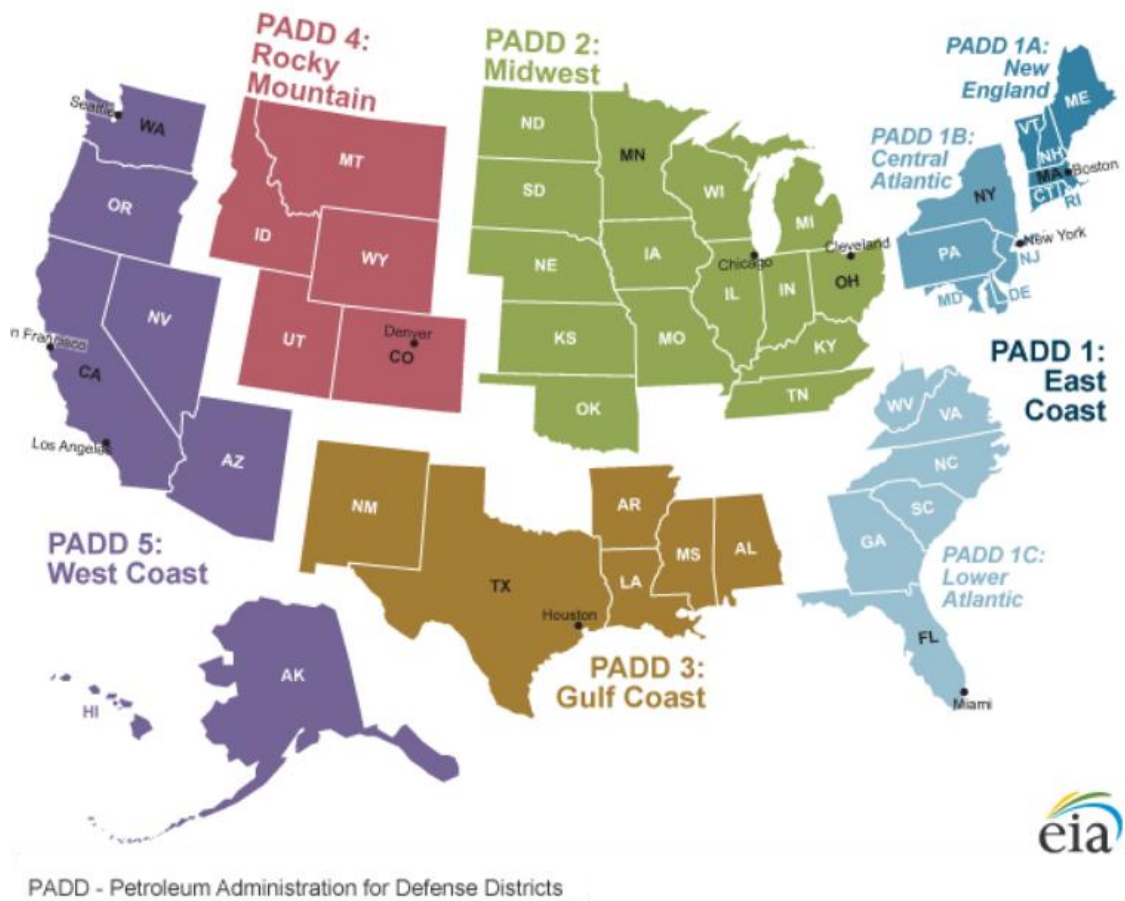 PADD 4:
Rocky
Mountain
PADD 2:
Midwest
PADD 1A:
New
England
PADD 1B:
Central
Atlantic
PADD 1:
East
Coast
PADD 1C:
Lower
Atlantic
PADD 5:
West Coast
PADD 3:
Gulf Coast
Seattle
WA
OR
NV
n Francisco
CA
Los Angeles
AZ
AK
HI
MT
ID
WY
UT
Denver
CO
ND
SD
NE
KS
OK
MN
IA
MO
WI
MI
Chicago
IL
IN
Cleveland
OH
KY
TN
NM
TX
Houston
AR
LA
MS
AL
ME
VT
NH
MA
Boston
CT
RI
NY
New York
PA
NJ
MD
DE
WV
VA
NC
SC
GA
FL
Miami
eia
PADD - Petroleum Administration for Defense Districts